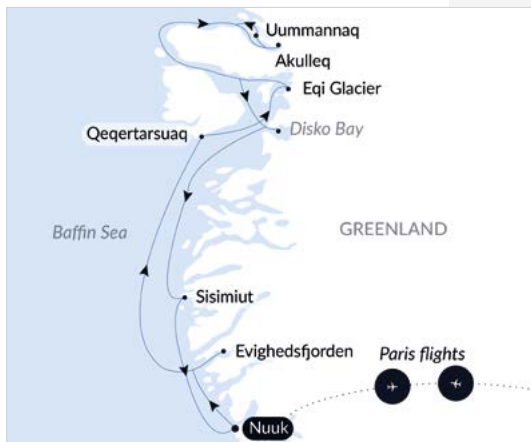 Uummannaq
Akulleq
Eqi Glacier
Qeqertarsuaq
Disko Bay
Baffin Sea
GREENLAND
Sisimiut
Evighedsfjorden
Paris flights
Nuuk